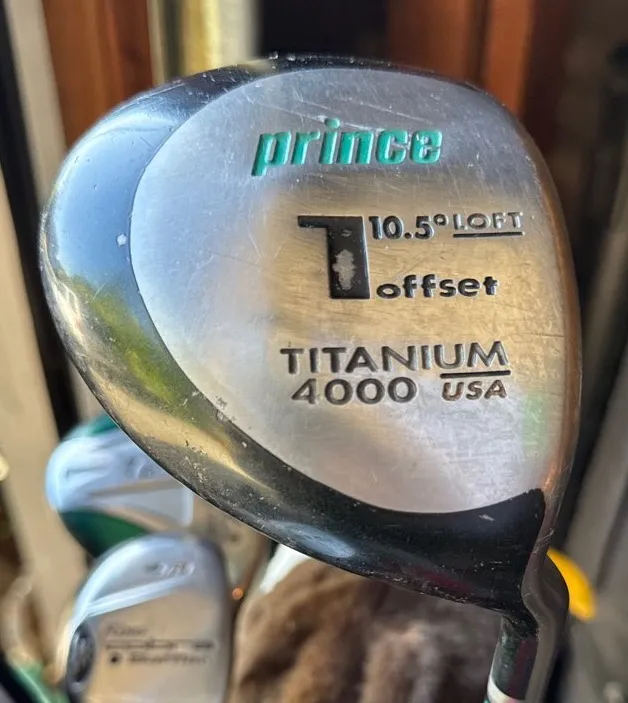 prince
1 10.5° LOFT
offset
TITANIUM
4000 USA